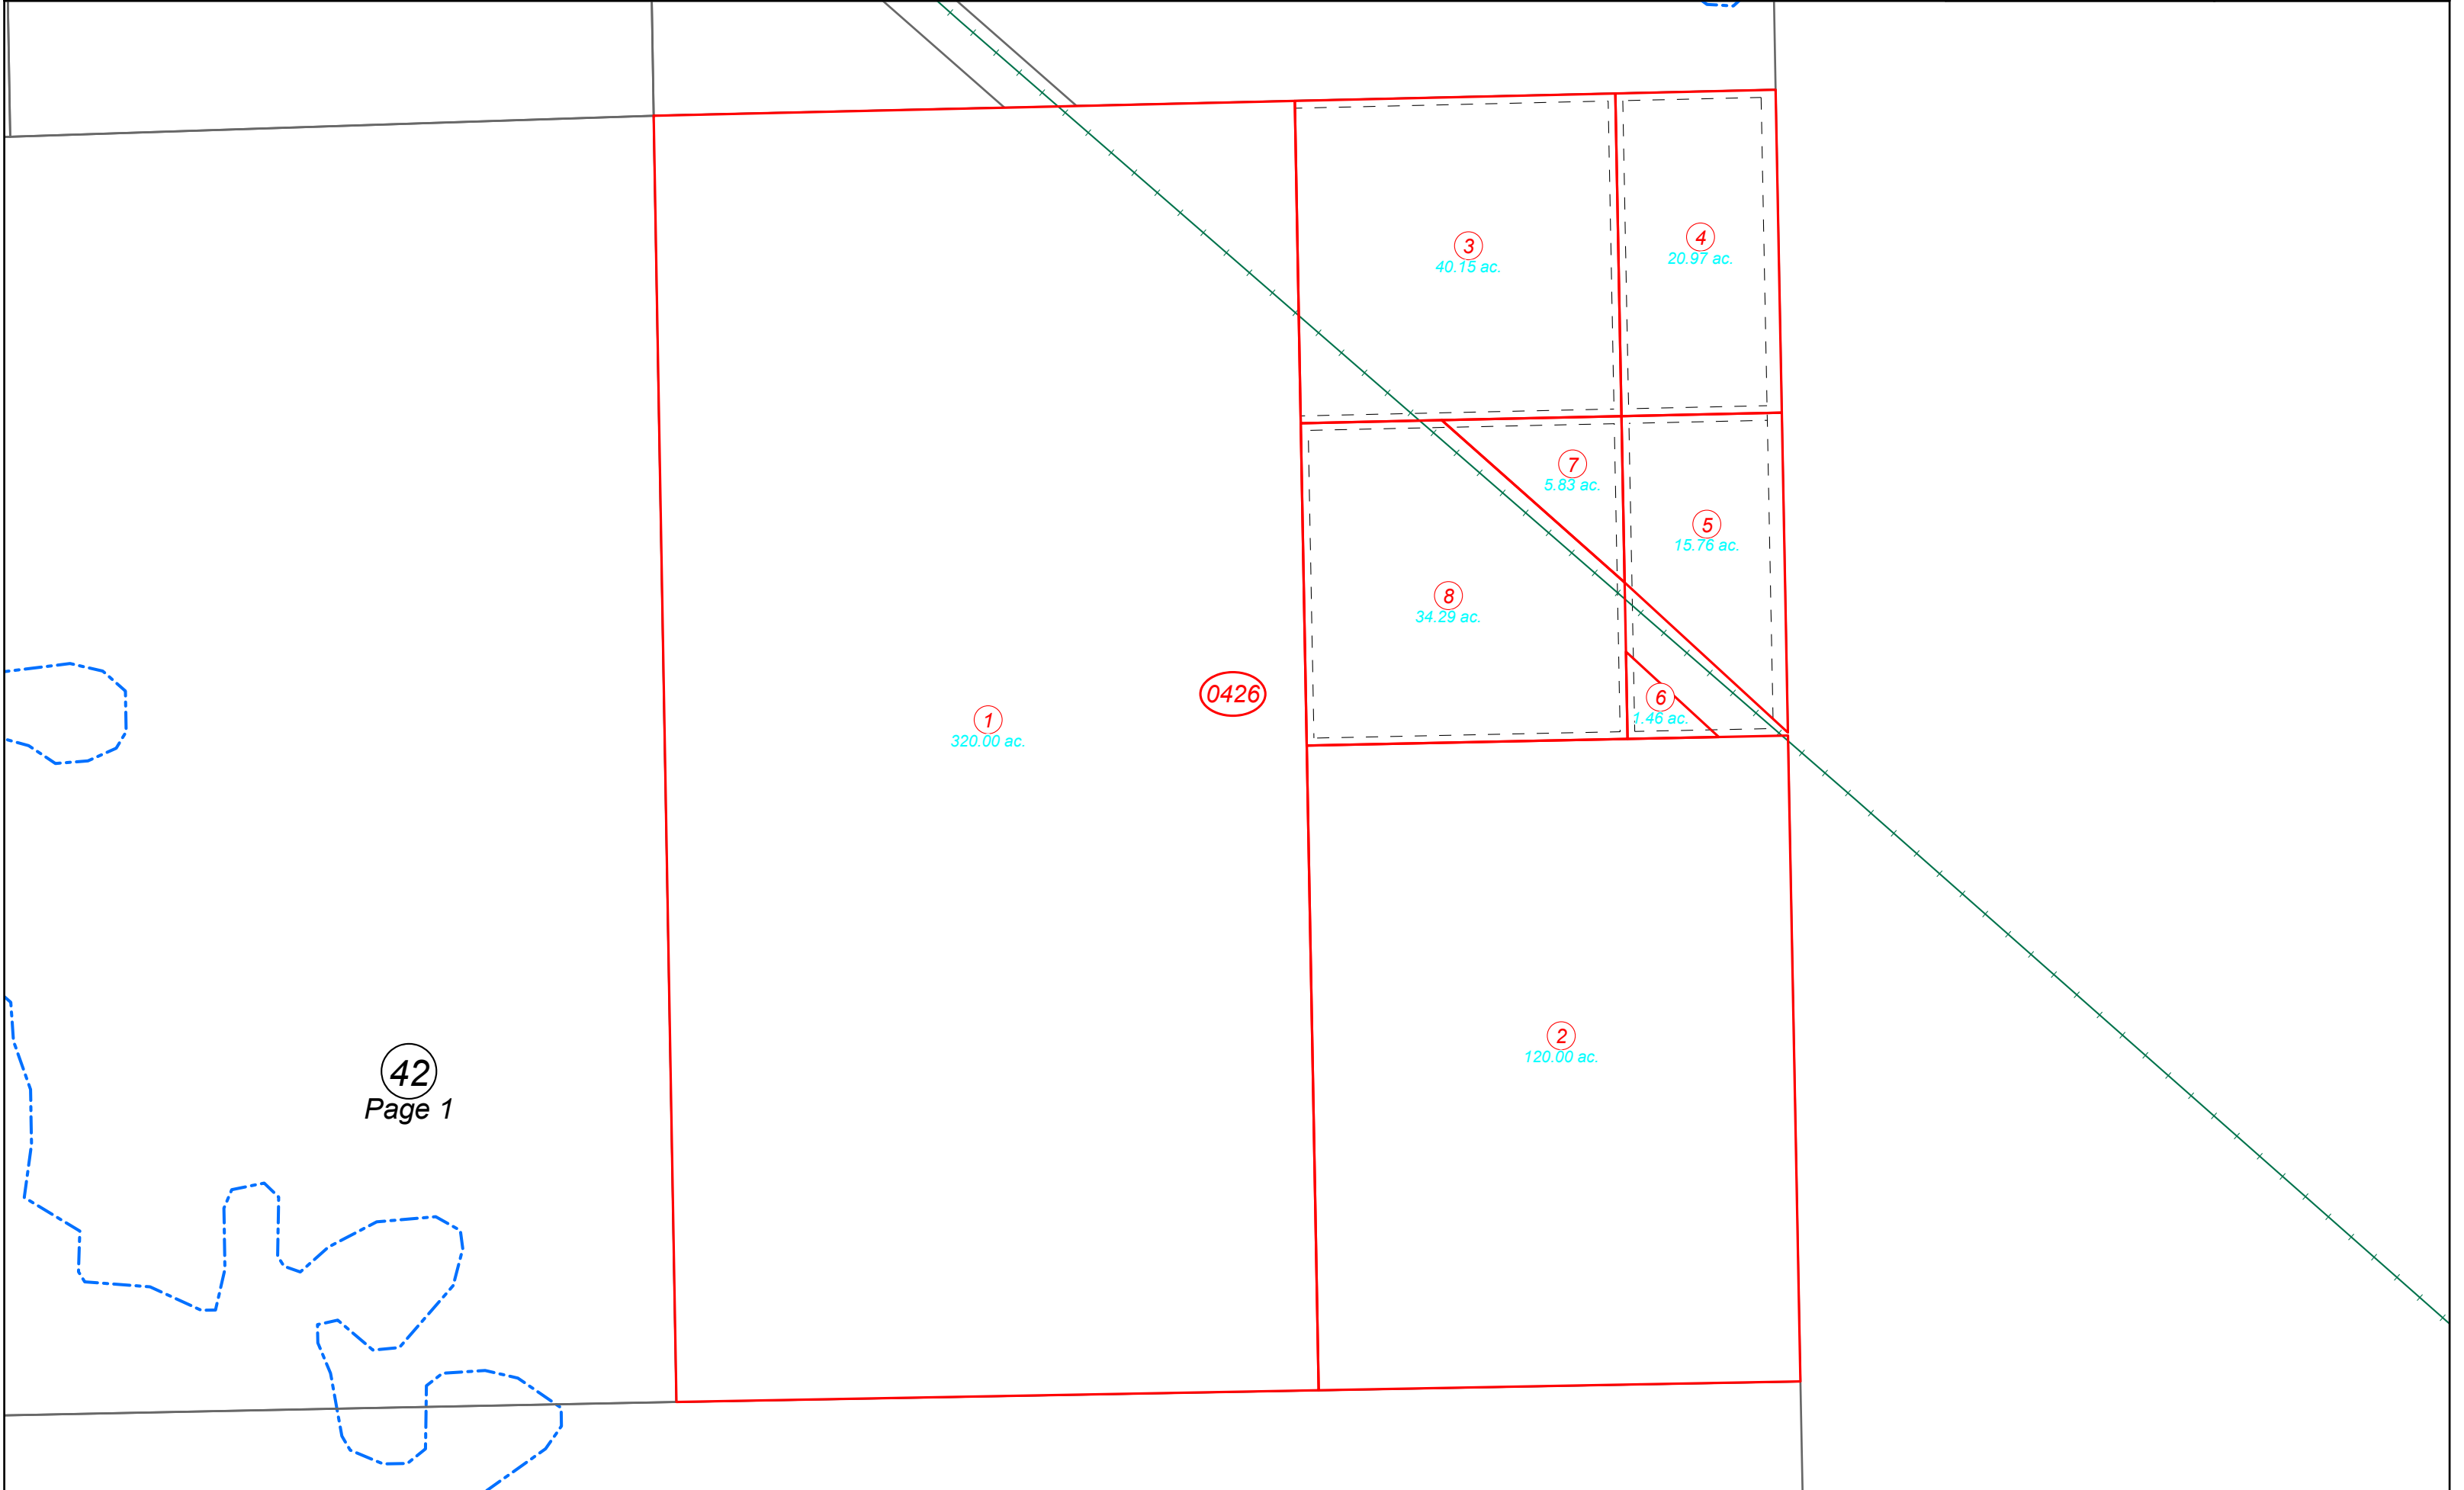 3
40.15 ac.
4
20.97 ac.
7
5.83 ac.
5
15.76 ac.
8
34.29 ac.
6
1.46 ac.
0426
1
320.00 ac.
2
120.00 ac.
42
Page 1